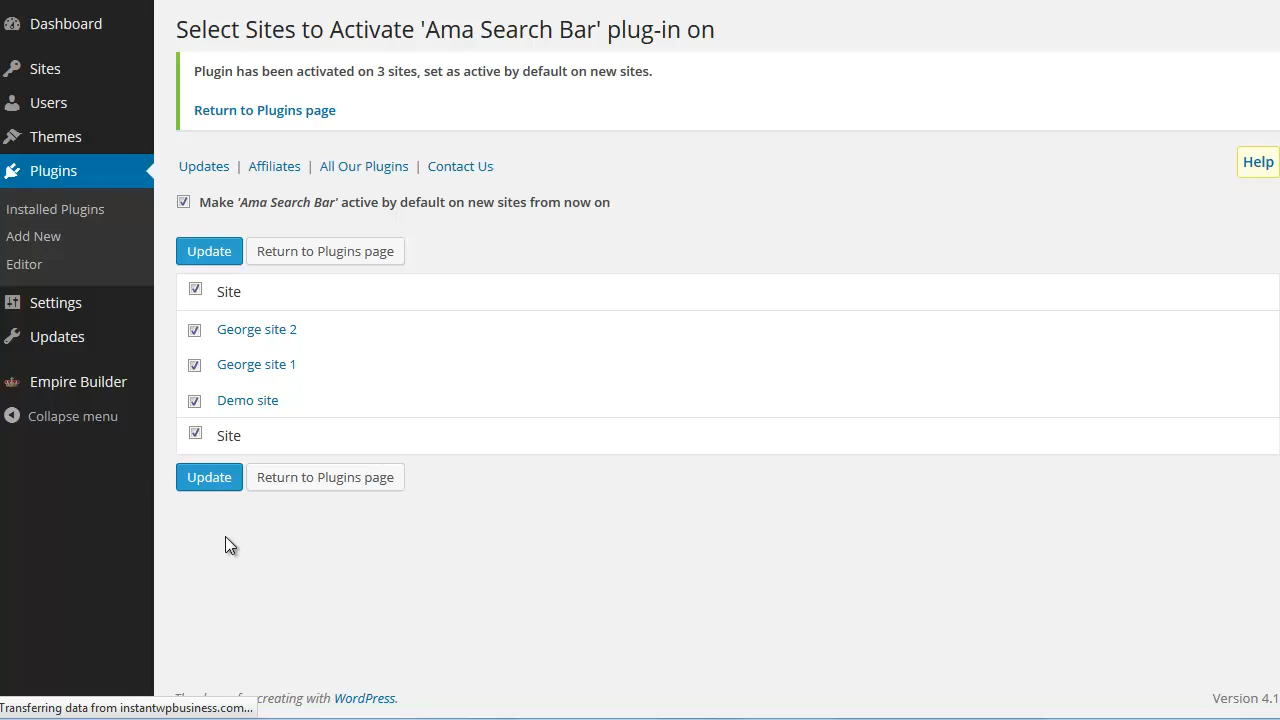 Dashboard
Sites
Users
Themes
Plugins
Installed Plugins
Add New
Editor
Settings
Updates
Empire Builder
Collapse menu
Select Sites to Activate 'Ama Search Bar' plug-in on
Plugin has been activated on 3 sites, set as active by default on new sites.
Return to Plugins page
Updates | Affiliates | All Our Plugins | Contact Us
Help
Make 'Ama Search Bar' active by default on new sites from now on
Update Return to Plugins page
Site
George site 2
George site 1
Demo site
Site
Update Return to Plugins page
creating with WordPress.
Version 4.1
Transferring data from instantwpbusiness.com...